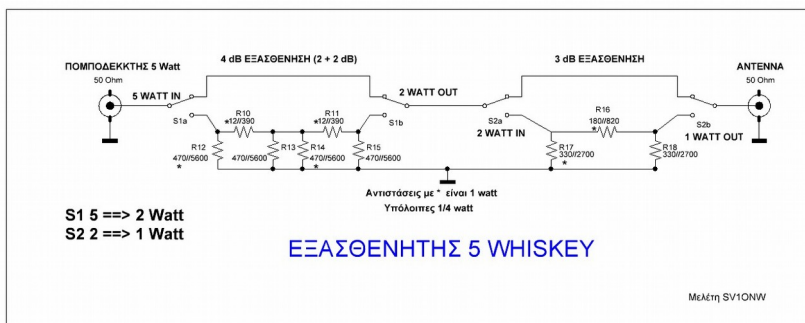 4 dB ΕΞΑΣΘΕΝΗΣΗ (2 + 2 dB)
3 dB ΕΞΑΣΘΕΝΗΣΗ
ΠΟΜΠΟΔΕΚΚΤΗΣ 5 Watt
50 Ohm
5 WATT IN
2 WATT OUT
ΑΝΤΕΝΝΑ
50 Ohm
S1a
R10
*12//390
R11
*12//390
S1b
S2a
2 WATT IN
R16
180//820
*
S2b
1 WATT OUT
R12
470//5600
*
R13
470//5600
R14
470//5600
*
R15
470//5600
R17
330//2700
*
R18
330//2700
Αντιστάσεις με * είναι 1 watt
Υπόλοιπες 1/4 watt
S1 5 ==> 2 Watt
S2 2 ==> 1 Watt
ΕΞΑΣΘΕΝΗΤΗΣ 5 WHISKEY
Μελέτη SV1ONW